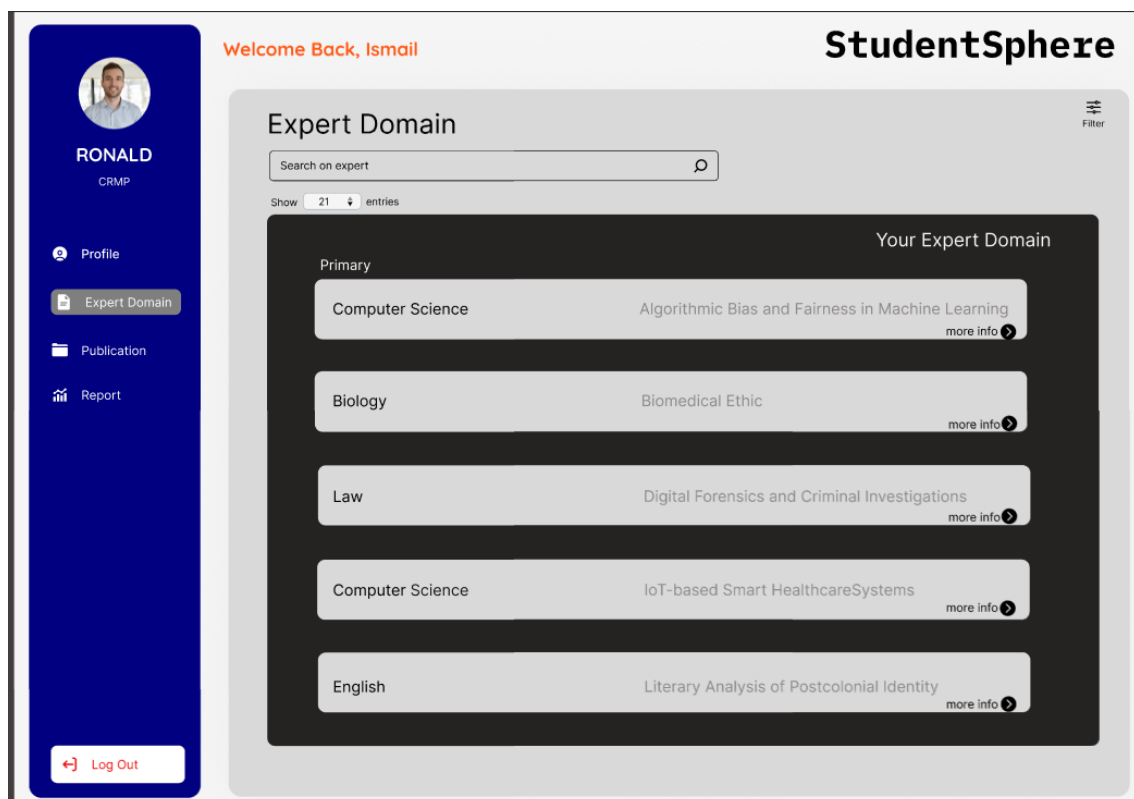 Welcome Back, Ismail
StudentSphere
RONALD
CRMP
Profile
Expert Domain
Publication
Report
Log Out
Expert Domain
Filter
Search on expert
Show 21 entries
Your Expert Domain
Primary
Computer Science Algorithmic Bias and Fairness in Machine Learning
more info
Biology Biomedical Ethic
more info
Law Digital Forensics and Criminal Investigations
more info
Computer Science IoT-based Smart HealthcareSystems
more info
English Literary Analysis of Postcolonial Identity
more info